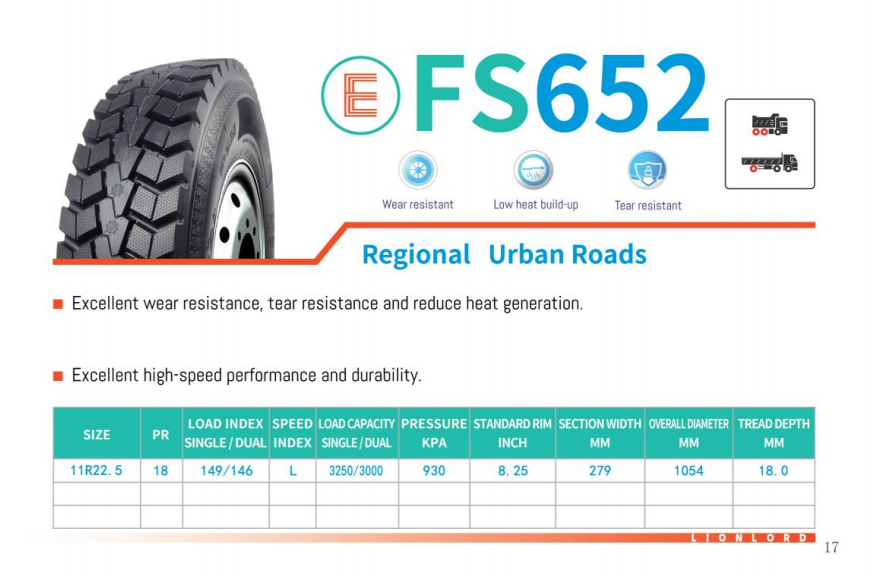 E FS652
Wear resistant
Low heat build-up
Tear resistant
Regional Urban Roads
Excellent wear resistance, tear resistance and reduce heat generation.
Excellent high-speed performance and durability.
SIZE PR LOAD INDEX SINGLE / DUAL SPEED INDEX LOAD CAPACITY SINGLE / DUAL PRESSURE KPA STANDARD RIM INCH SECTION WIDTH MM OVERALL DIAMETER MM TREAD DEPTH MM
11R22.5 18 149/146 L 3250/3000 930 8.25 279 1054 18.0
LIONLORD
17